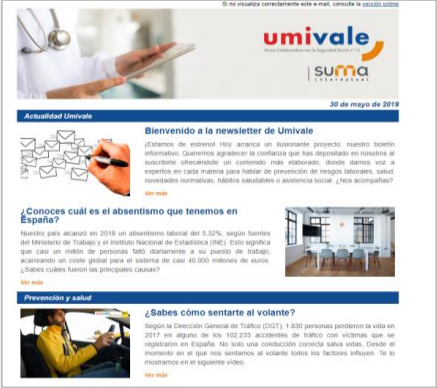 Si no visualiza correctamente este e-mail, consulte la versión online
umivale
Mutua Colaboradora con la Seguridad Social nº 15
suma
intermutual
30 de mayo de 2019
Actualidad Umivale
Bienvenido a la newsletter de Umivale
¡Estamos de estreno! Hoy arranca un ilusionante proyecto: nuestro boletín
informativo. Queremos agradecer la confianza que has depositado en nosotros al
suscribirte ofreciéndote un contenido más elaborado, donde damos voz a
expertos en cada materia para hablar de prevención de riesgos laborales, salud,
novedades normativas, hábitos saludables o asistencia social. ¿Nos acompañas?
Ver más
¿Conoces cuál es el absentismo que tenemos en
España?
Nuestro país alcanzó en 2018 un absentismo laboral del 5,32%, según fuentes
del Ministerio de Trabajo y el Instituto Nacional de Estadística (INE). Esto significa
que casi un millón de personas faltó diariamente a su puesto de trabajo,
acarreando un coste global para el sistema de casi 40.000 millones de euros.
¿Sabes cuáles fueron las principales causas?
Ver más
Prevención y salud
¿Sabes cómo sentarte al volante?
Según la Dirección General de Tráfico (DGT), 1.830 personas perdieron la vida en
2017 en alguno de los 102.233 accidentes de tráfico con víctimas que se
registraron en España. No solo una conducción correcta salva vidas. Desde el
momento en el que nos sentamos al volante todos los factores influyen. Te lo
mostramos en el siguiente vídeo.
Ver más